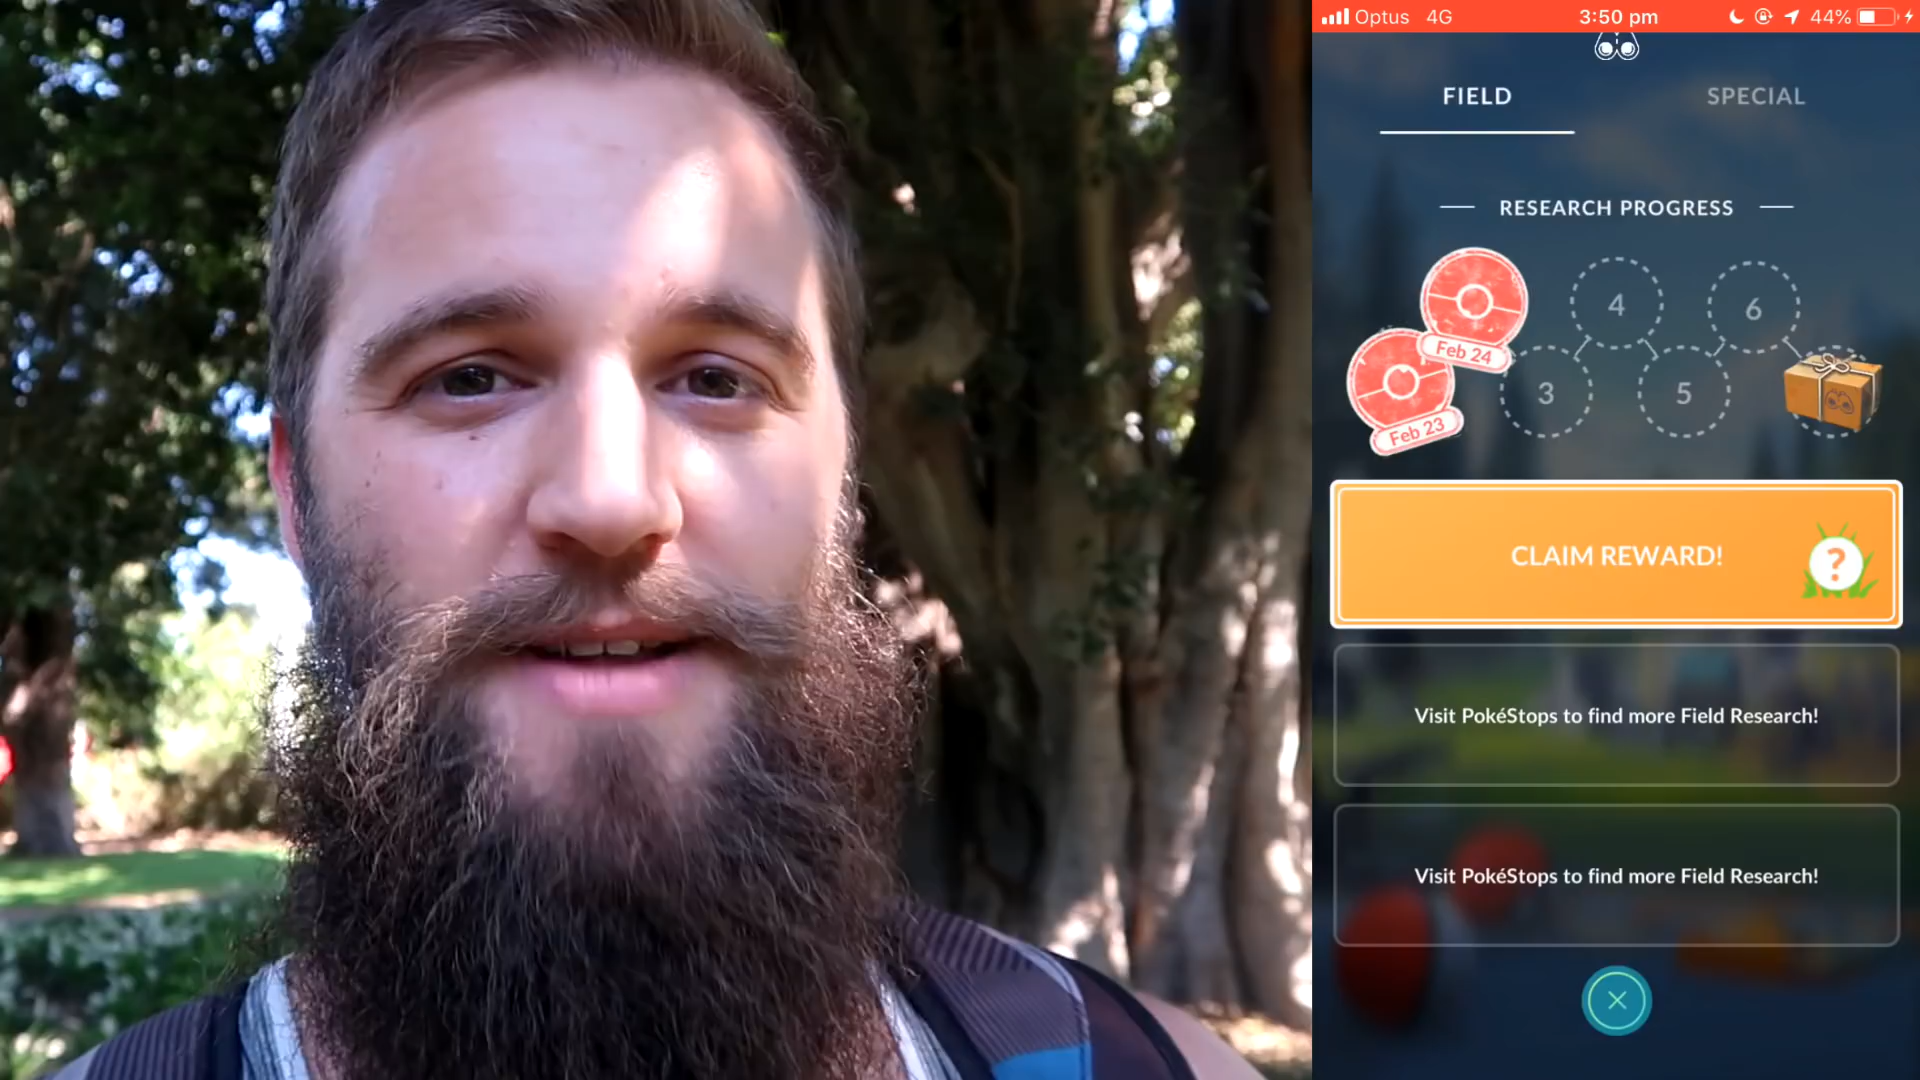 Optus 4G 3:50 pm 44%
FIELD SPECIAL
RESEARCH PROGRESS
4 6
Feb 24
3 5
Feb 23
CLAIM REWARD!
?
Visit PokéStops to find more Field Research!
Visit PokéStops to find more Field Research!